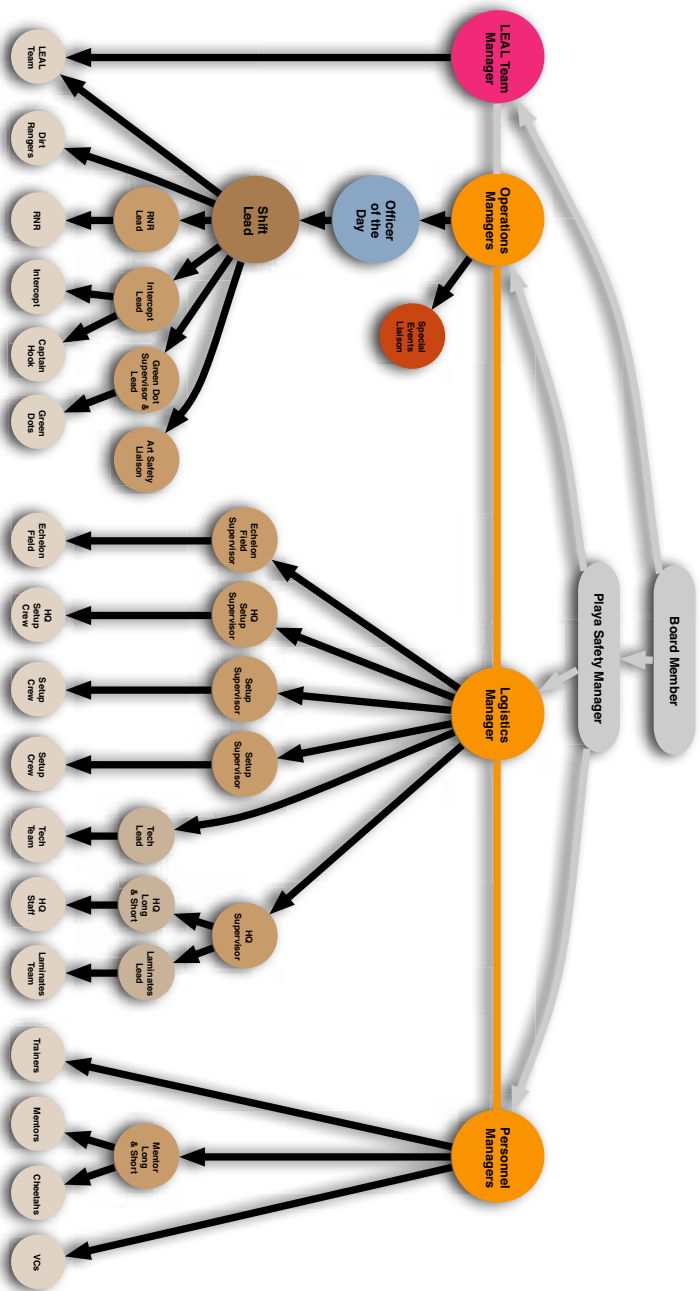 Board Member
Playa Safety Manager
LEAL Team
Manager
Operations
Managers
Logistics
Manager
Personnel
Managers
Special
Events
Liaison
Officer
of the
Day
Shift
Lead
Echelon
Field
Supervisor
HQ
Setup
Supervisor
Setup
Supervisor
Setup
Supervisor
HQ
Supervisor
RNR
Lead
Intercept
Lead
Green Dot
Supervisor &
Lead
Art Safety
Liaison
Tech
Lead
HQ
Long
& Short
Laminates
Lead
Mentor
Long
& Short
LEAL
Team
Dirt
Rangers
RNR
Intercept
Captain
Hook
Green
Dots
Echelon
Field
HQ
Setup
Crew
Setup
Crew
Setup
Crew
Tech
Team
HQ
Staff
Laminates
Team
Trainers
Mentors
Cheetahs
VCs